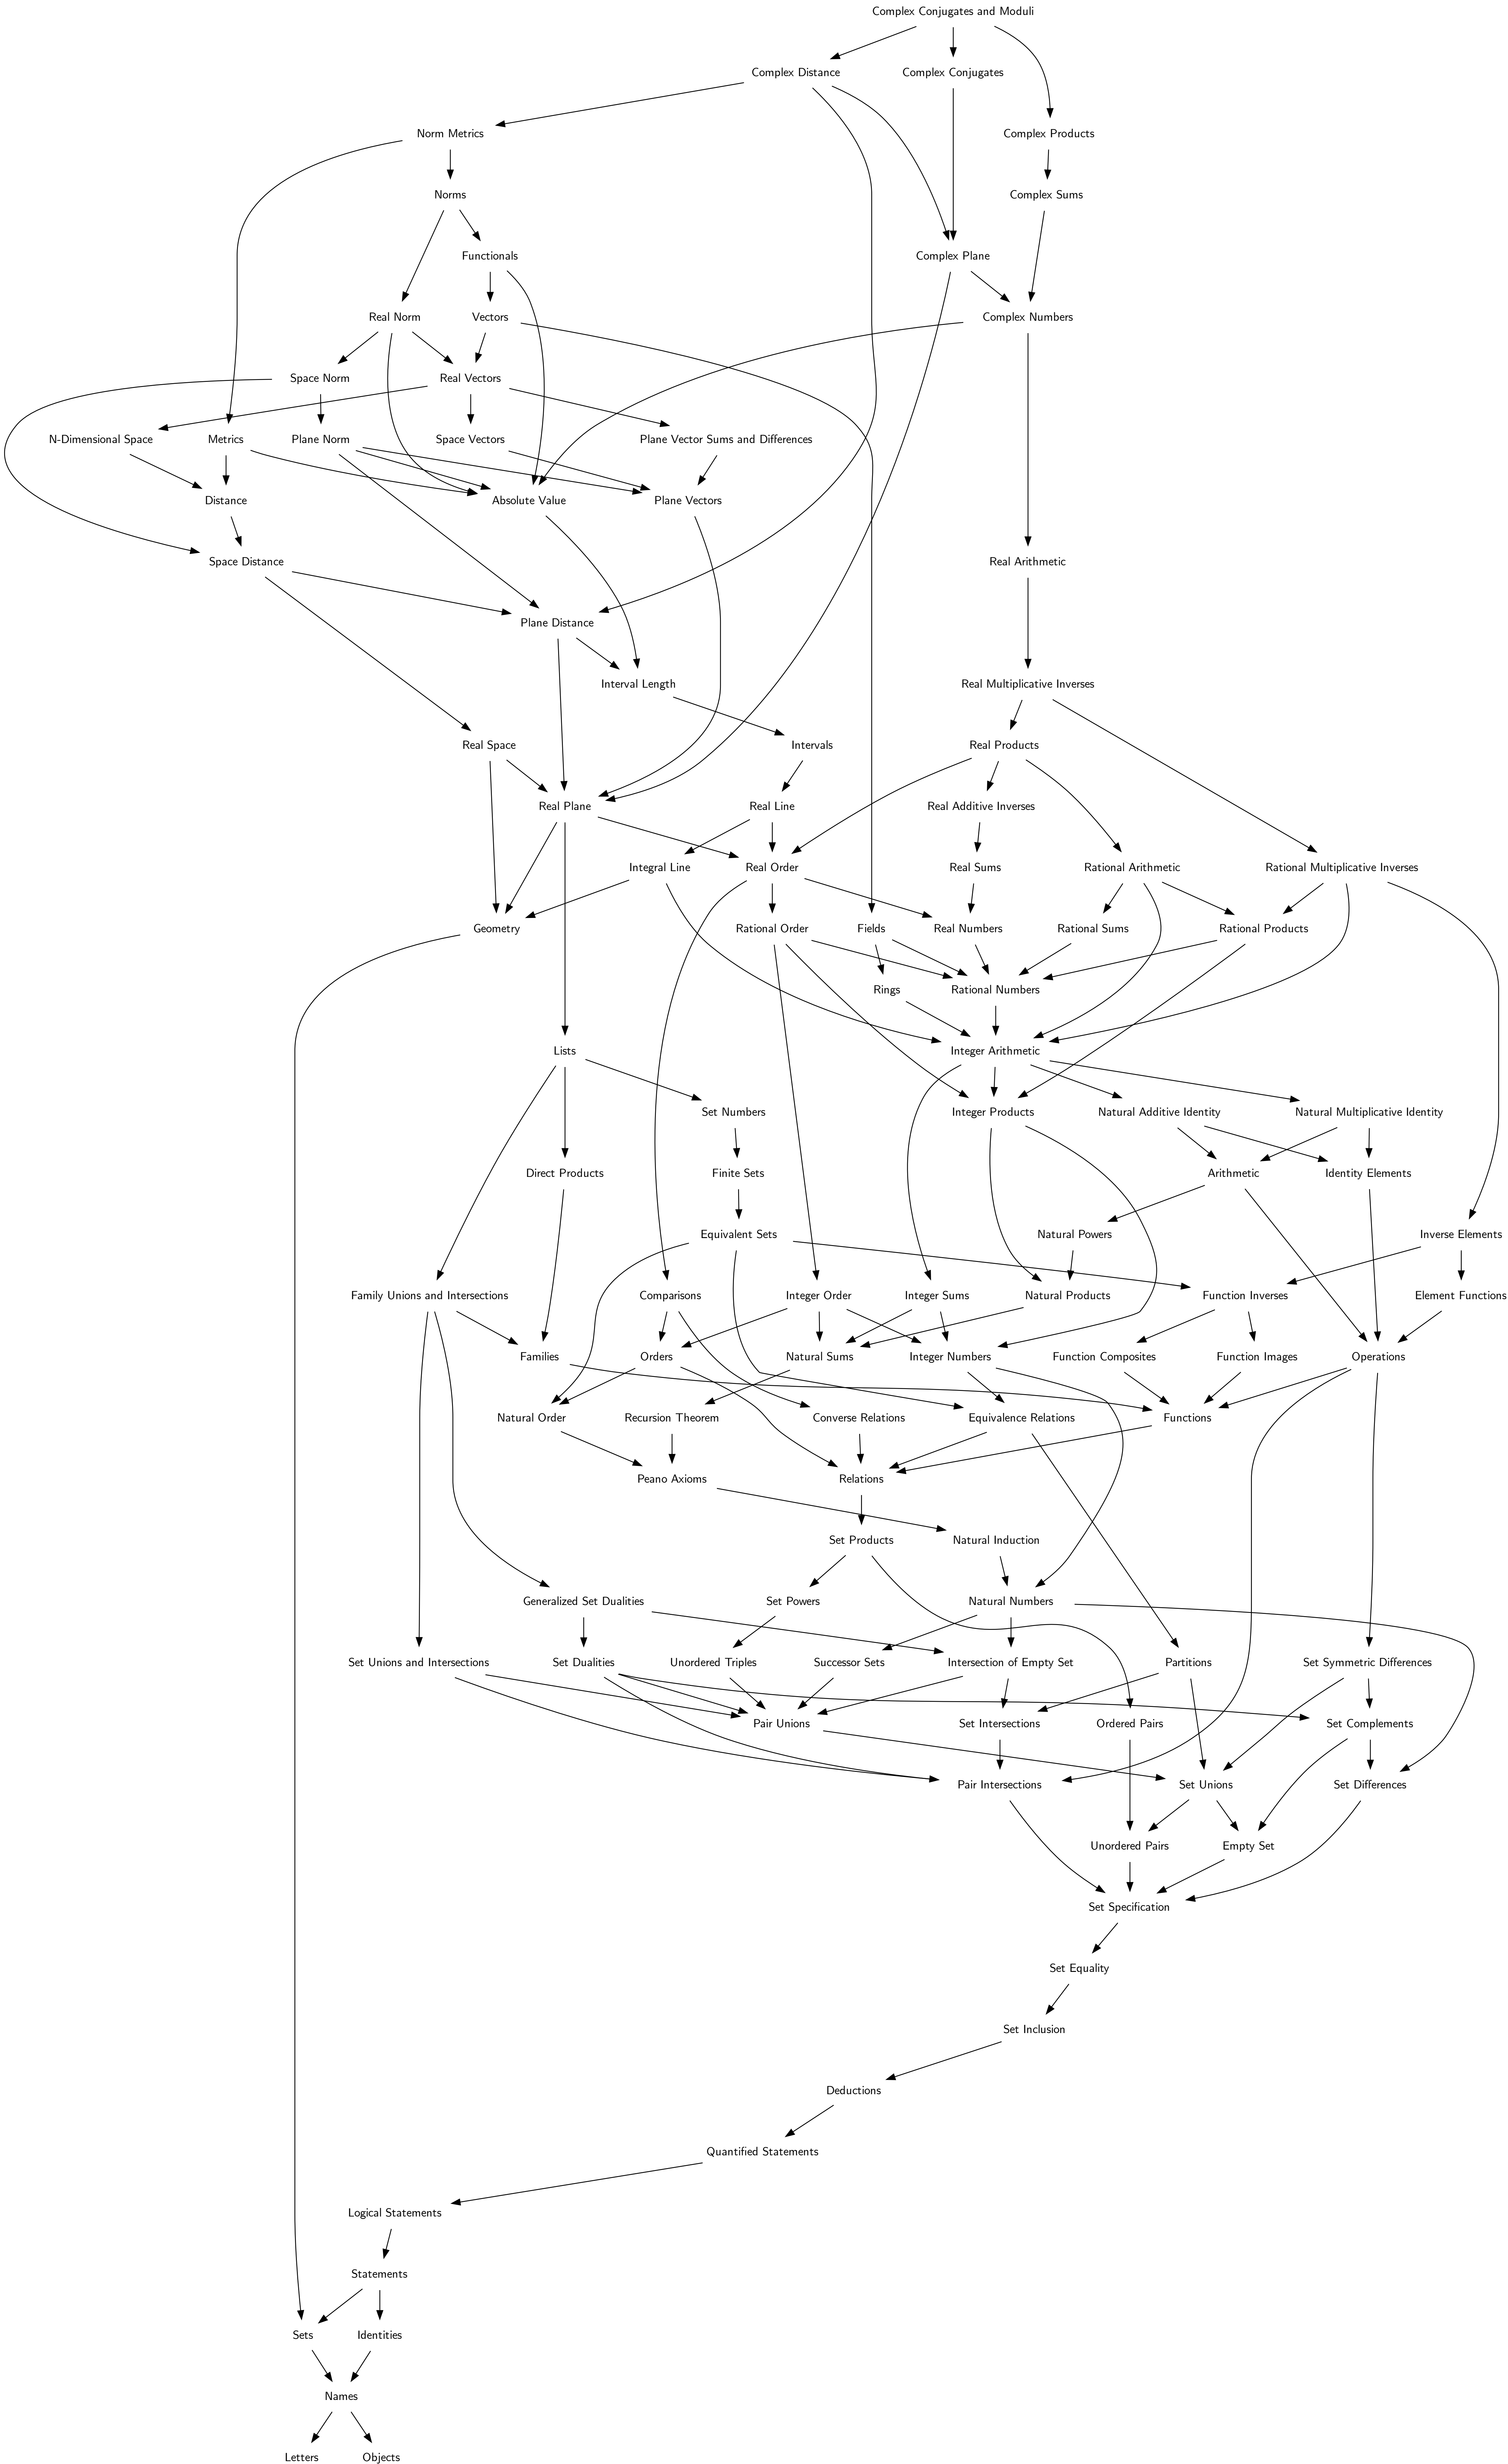 Complex Conjugates and Moduli
Complex Distance
Complex Conjugates
Norm Metrics
Complex Products
Norms
Complex Sums
Functionals
Complex Plane
Real Norm
Vectors
Complex Numbers
Space Norm
Real Vectors
N-Dimensional Space
Metrics
Plane Norm
Space Vectors
Plane Vector Sums and Differences
Distance
Absolute Value
Plane Vectors
Space Distance
Real Arithmetic
Plane Distance
Interval Length
Real Multiplicative Inverses
Real Space
Intervals
Real Products
Real Plane
Real Line
Real Additive Inverses
Integral Line
Real Order
Real Sums
Rational Arithmetic
Rational Multiplicative Inverses
Geometry
Rational Order
Fields
Real Numbers
Rational Sums
Rational Products
Rings
Rational Numbers
Lists
Integer Arithmetic
Set Numbers
Integer Products
Natural Additive Identity
Natural Multiplicative Identity
Direct Products
Finite Sets
Arithmetic
Identity Elements
Equivalent Sets
Natural Powers
Inverse Elements
Family Unions and Intersections
Comparisons
Integer Order
Integer Sums
Natural Products
Function Inverses
Element Functions
Families
Orders
Natural Sums
Integer Numbers
Function Composites
Function Images
Operations
Natural Order
Recursion Theorem
Converse Relations
Equivalence Relations
Functions
Peano Axioms
Relations
Set Products
Natural Induction
Generalized Set Dualities
Set Powers
Natural Numbers
Set Unions and Intersections
Set Dualities
Unordered Triples
Successor Sets
Intersection of Empty Set
Partitions
Set Symmetric Differences
Pair Unions
Set Intersections
Ordered Pairs
Set Complements
Pair Intersections
Set Unions
Set Differences
Unordered Pairs
Empty Set
Set Specification
Set Equality
Set Inclusion
Deductions
Quantified Statements
Logical Statements
Statements
Sets
Identities
Names
Letters
Objects